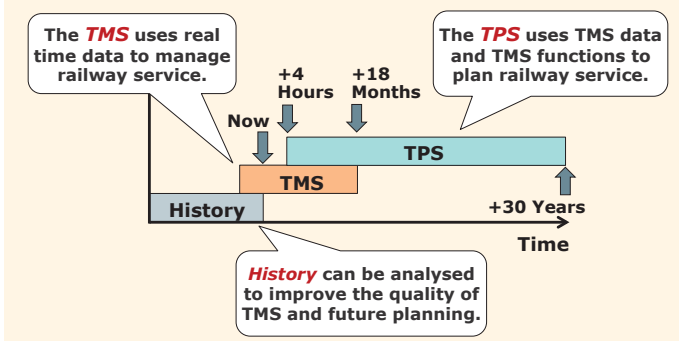 The TMS uses real
time data to manage
railway service.
The TPS uses TMS data
and TMS functions to
plan railway service.
+4
Hours
+18
Months
Now
TPS
TMS
History
+30 Years
Time
History can be analysed
to improve the quality of
TMS and future planning.